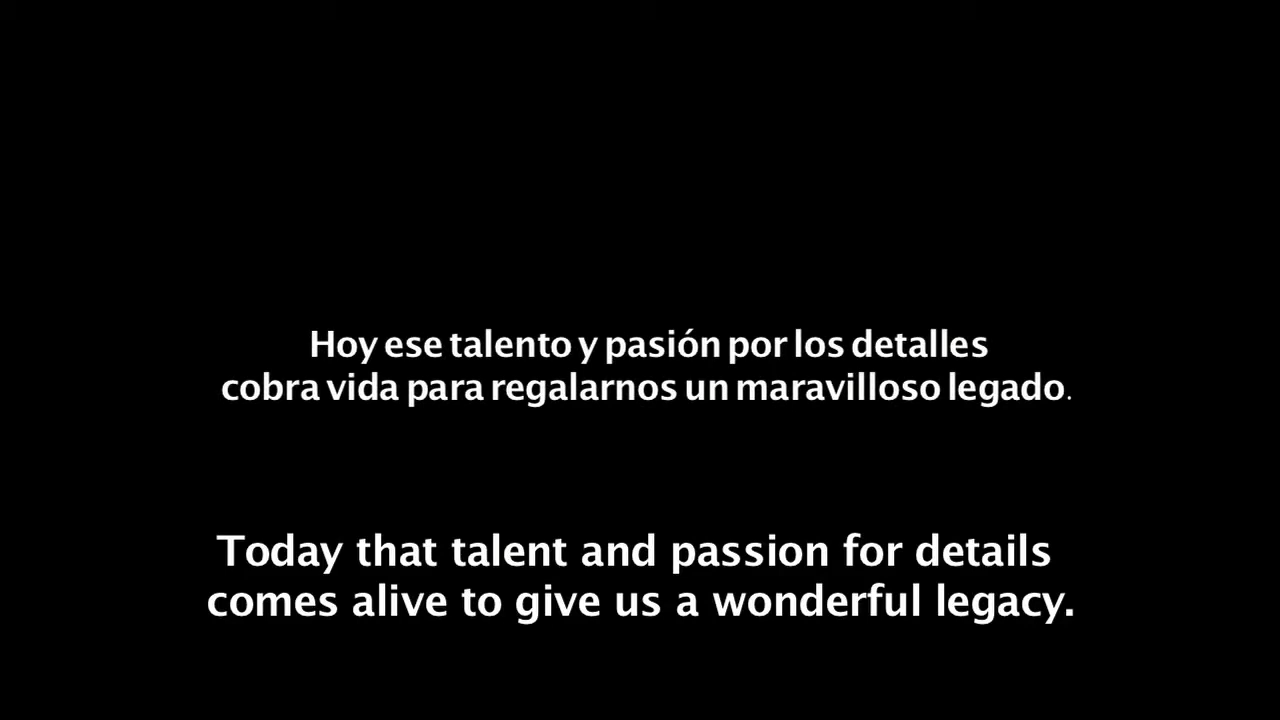 Hoy ese talento y pasión por los detalles
cobra vida para regalarnos un maravilloso legado.
Today that talent and passion for details
comes alive to give us a wonderful legacy.